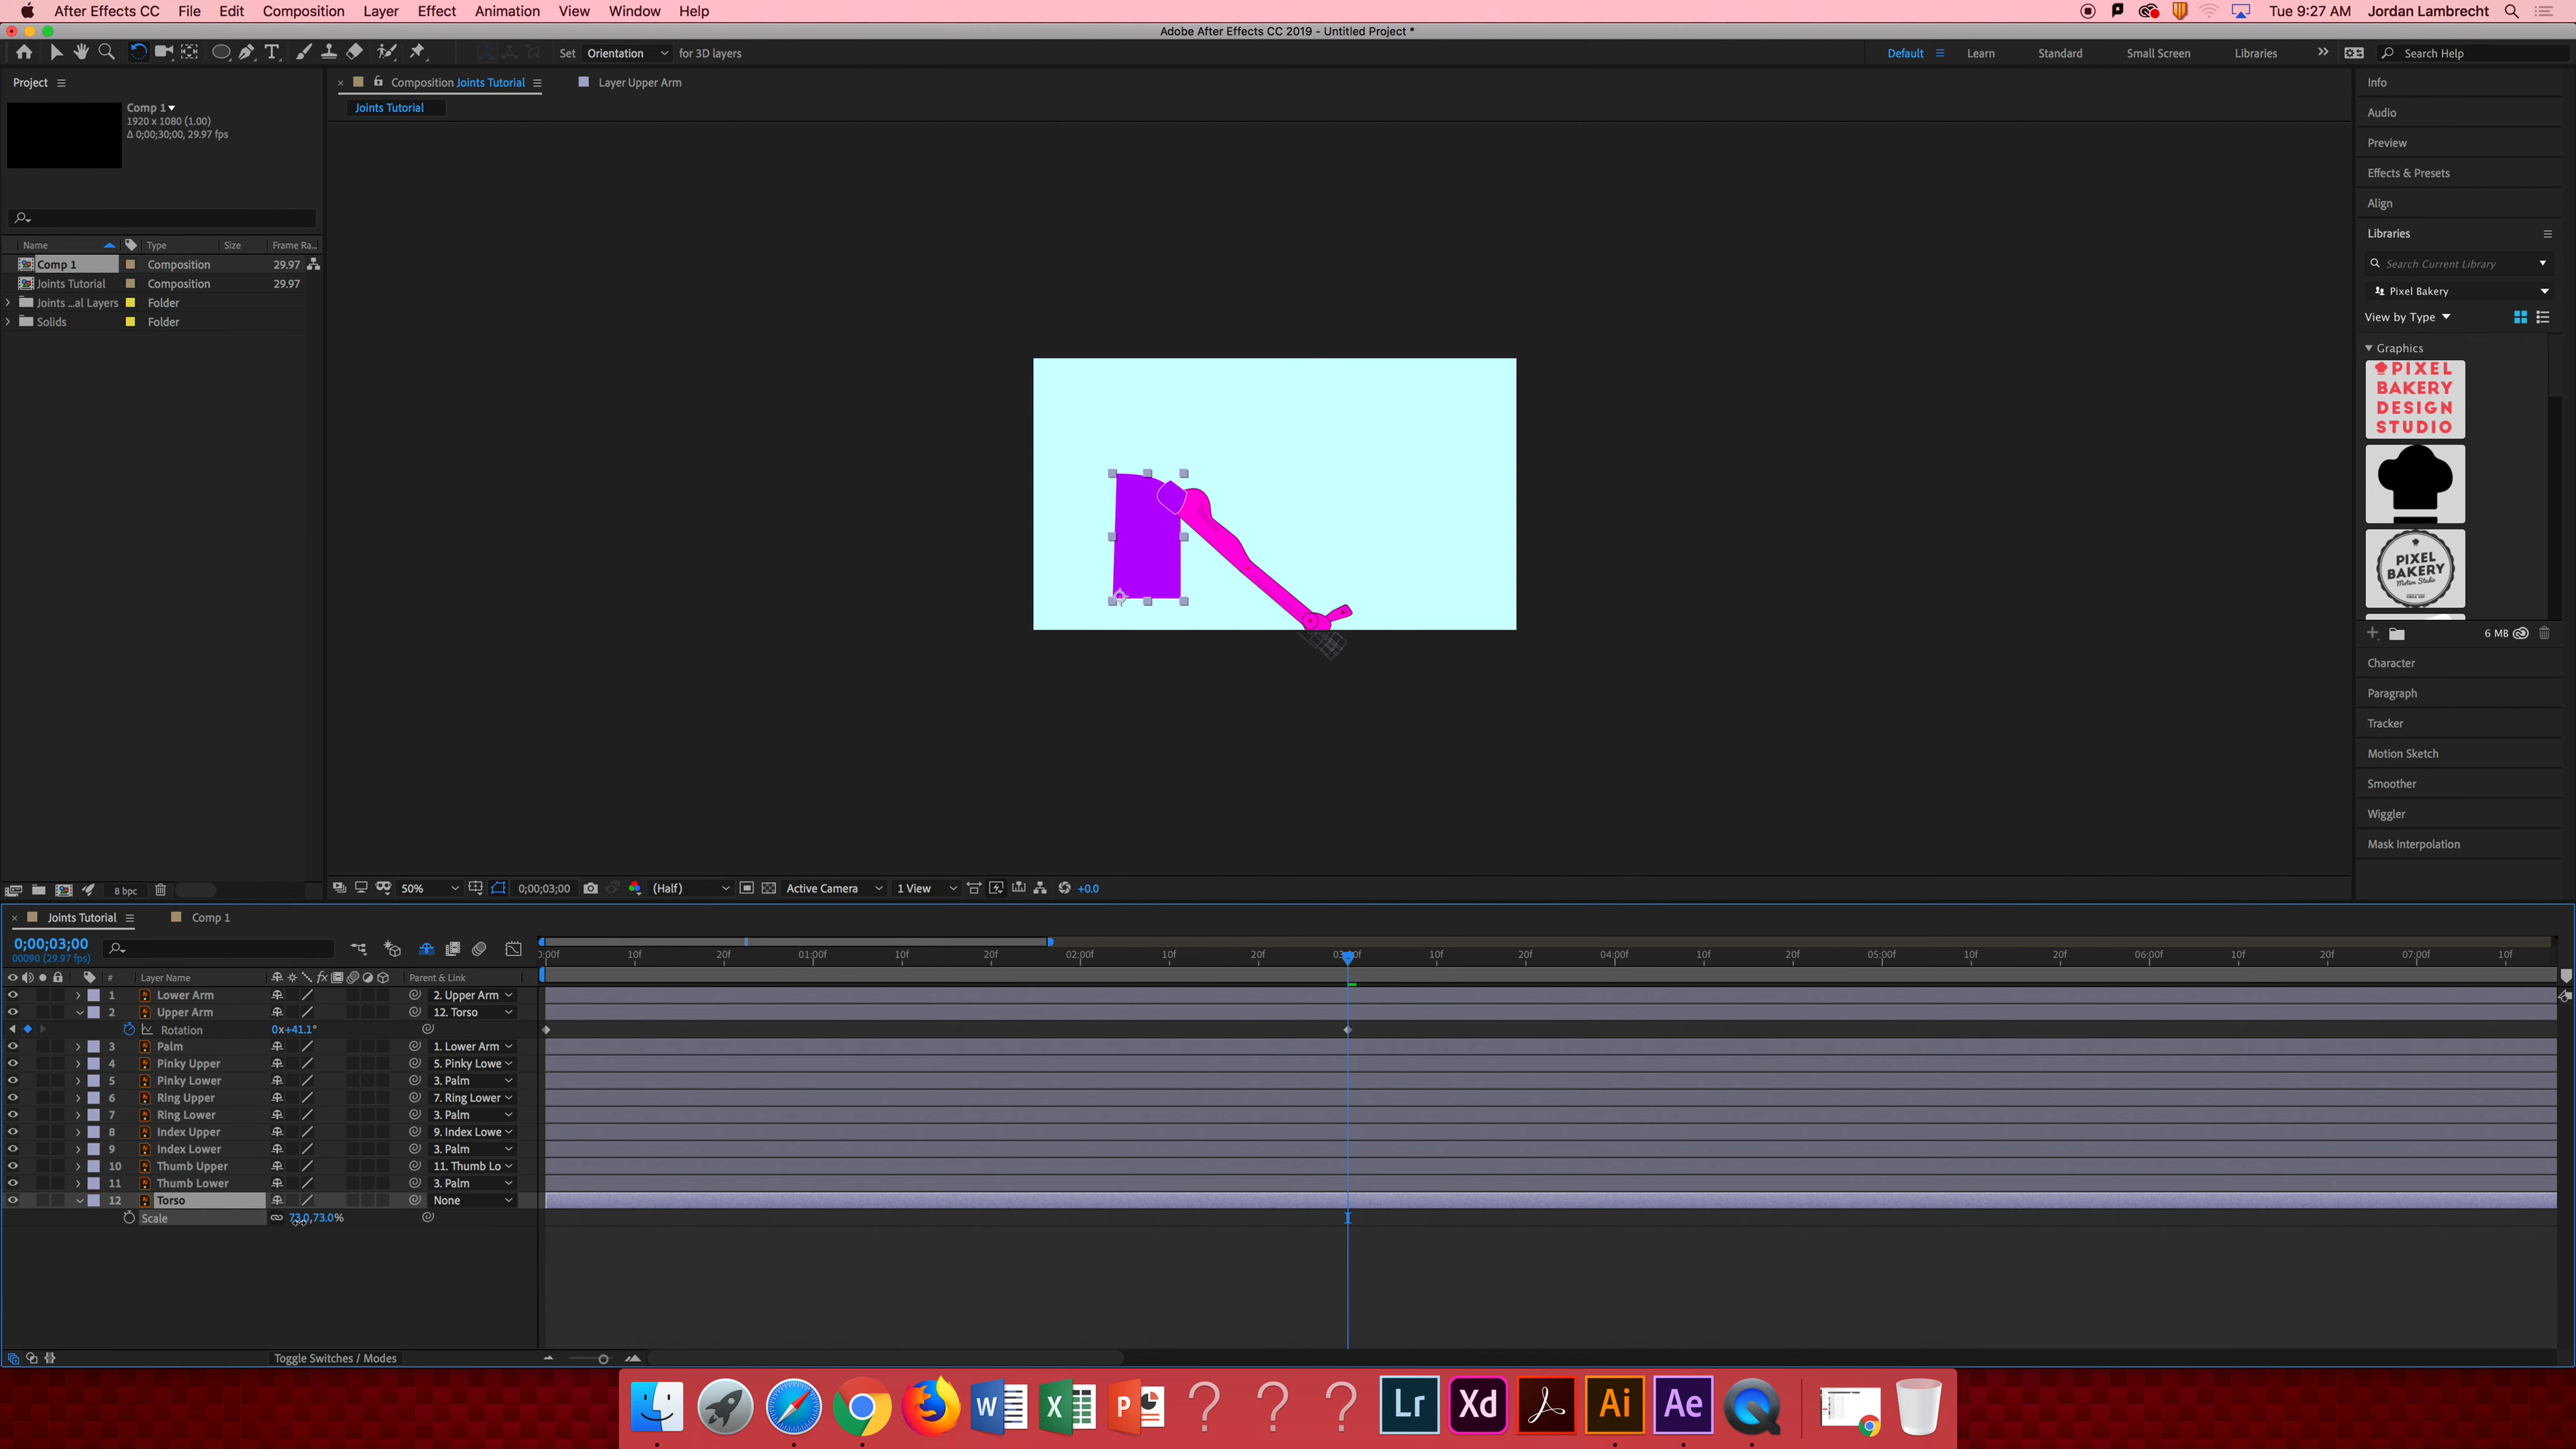 After Effects CC File Edit Composition Layer Effect Animation View Window Help Tue 9:27 AM Jordan Lambrecht
Adobe After Effects CC 2019 - Untitled Project *
Set Orientation for 3D layers Default Learn Standard Small Screen Libraries Search Help
Project
Composition Joints Tutorial
Layer Upper Arm
Joints Tutorial
Comp 1
1920 x 1080 (1.00)
Δ 0;00;30;00, 29.97 fps
Name Type Size Frame Ra...
Comp 1 Composition 29.97
Joints Tutorial Composition 29.97
Joints ...al Layers Folder
Solids Folder
8 bpc
50% 0;00;03;00 (Half) Active Camera 1 View +0.0
Info
Audio
Preview
Effects & Presets
Align
Libraries
Search Current Library
Pixel Bakery
View by Type
Graphics
PIXEL
BAKERY
DESIGN
STUDIO
PIXEL
BAKERY
Motion Studio
6 MB
Character
Paragraph
Tracker
Motion Sketch
Smoother
Wiggler
Mask Interpolation
Joints Tutorial Comp 1
0;00;03;00
00090 (29.97 fps)
0:00f 10f 20f 01:00f 10f 20f 02:00f 10f 20f 03:00f 10f 20f 04:00f 10f 20f 05:00f 10f 20f 06:00f 10f 20f 07:00f 10f
# Layer Name fx Parent & Link
1 Lower Arm 2. Upper Arm
2 Upper Arm 12. Torso
Rotation 0x+41.1°
3 Palm 1. Lower Arm
4 Pinky Upper 5. Pinky Lowe
5 Pinky Lower 3. Palm
6 Ring Upper 7. Ring Lower
7 Ring Lower 3. Palm
8 Index Upper 9. Index Lowe
9 Index Lower 3. Palm
10 Thumb Upper 11. Thumb Lo
11 Thumb Lower 3. Palm
12 Torso None
Scale 73.0,73.0%
Toggle Switches / Modes
W X P ? ? ? Lr Xd Ai Ae